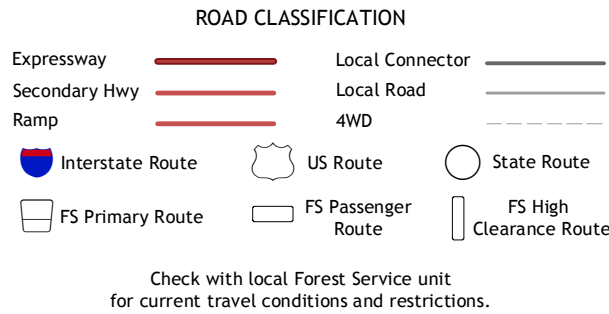 ROAD CLASSIFICATION
Expressway
Local Connector
Secondary Hwy
Local Road
Ramp
4WD
Interstate Route
US Route
State Route
FS Primary Route
FS Passenger
Route
FS High
Clearance Route
Check with local Forest Service unit
for current travel conditions and restrictions.